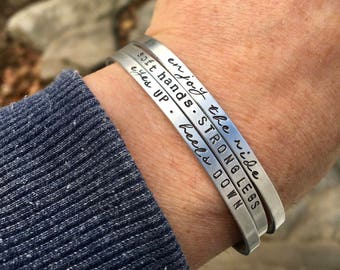 enjoy the ride
soft hands · STRONG LEGS
eyes UP · heels DOWN